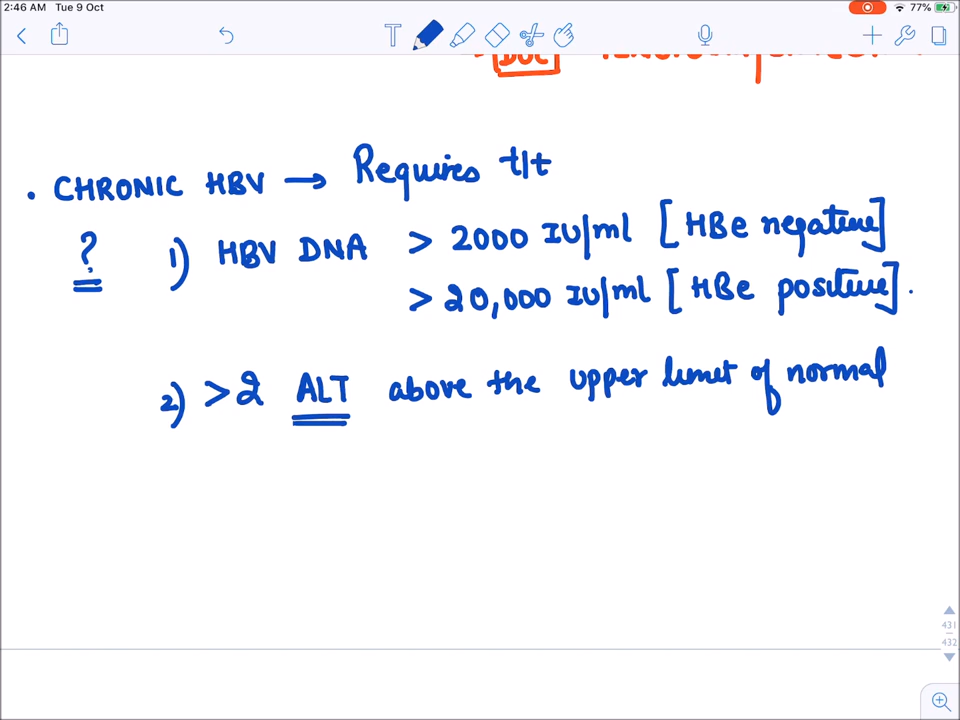 2:46 AM Tue 9 Oct
77%
T
DOC
. CHRONIC HBV → Requires t/t
?
1) HBV DNA > 2000 IU/ml [HBe negative]
> 20,000 IU/ml [HBe positive].
2) >2 ALT above the upper limit of normal
431
432